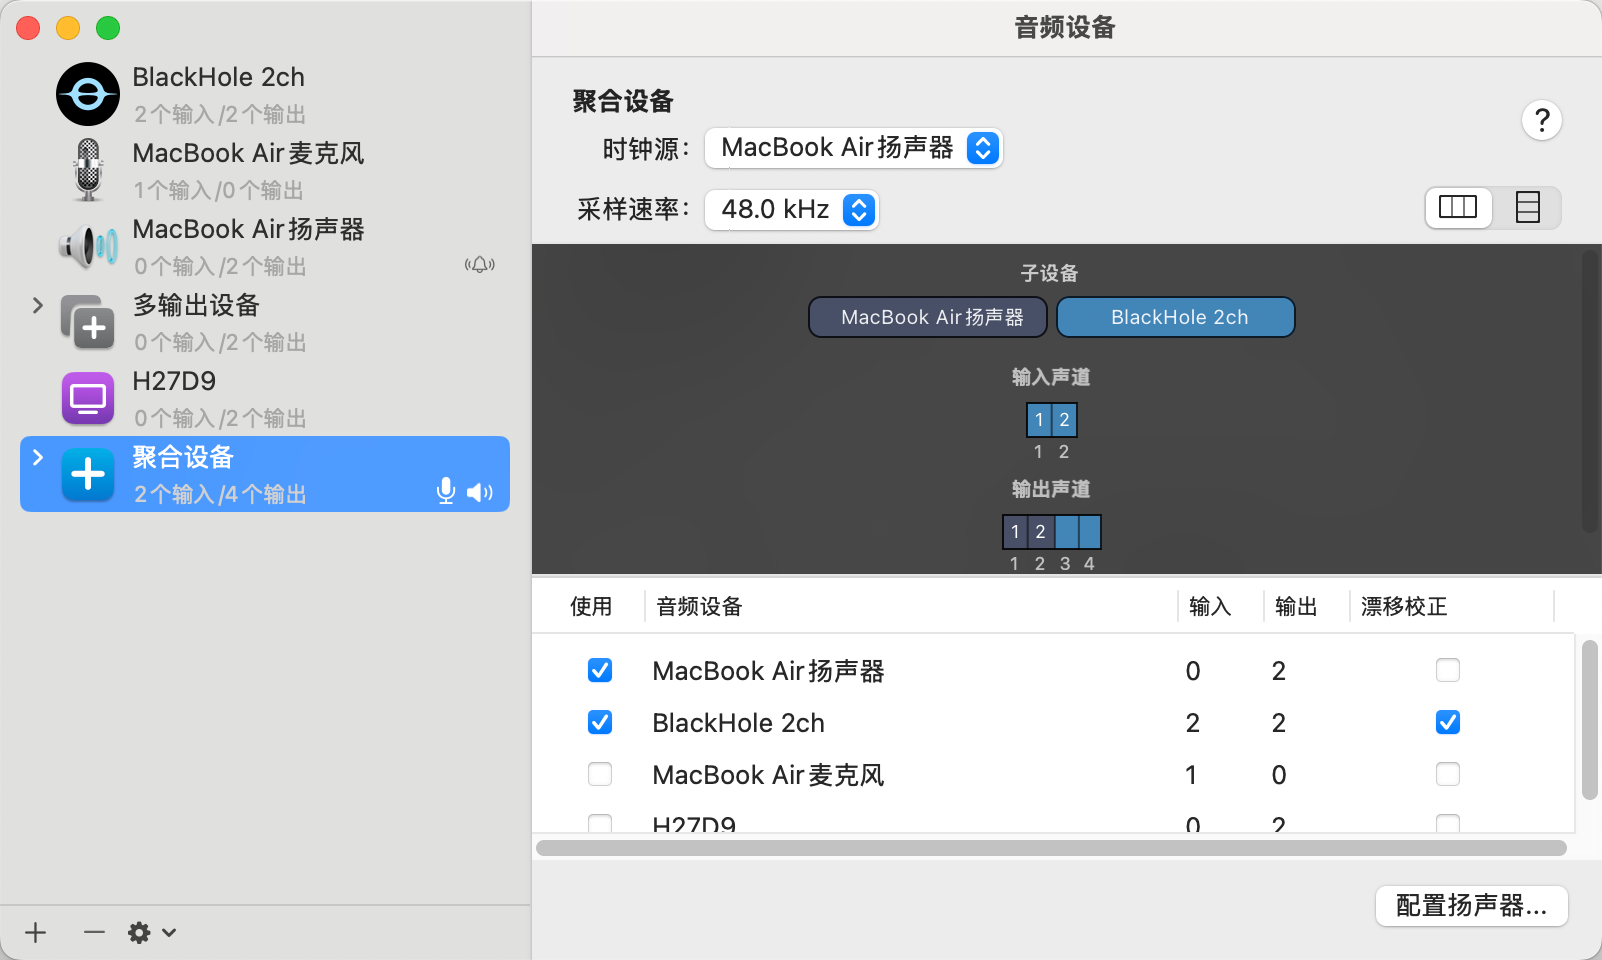 BlackHole 2ch
2个输入/2个输出
MacBook Air麦克风
1个输入/0个输出
MacBook Air扬声器
0个输入/2个输出
多输出设备
0个输入/2个输出
H27D9
0个输入/2个输出
聚合设备
2个输入/4个输出
音频设备
聚合设备
?
时钟源: MacBook Air扬声器
采样速率: 48.0 kHz
子设备
MacBook Air扬声器 BlackHole 2ch
输入声道
1 2
1 2
输出声道
1 2
1 2 3 4
使用 音频设备 输入 输出 漂移校正
MacBook Air扬声器 0 2
BlackHole 2ch 2 2
MacBook Air麦克风 1 0
H27D9 0 2
配置扬声器...